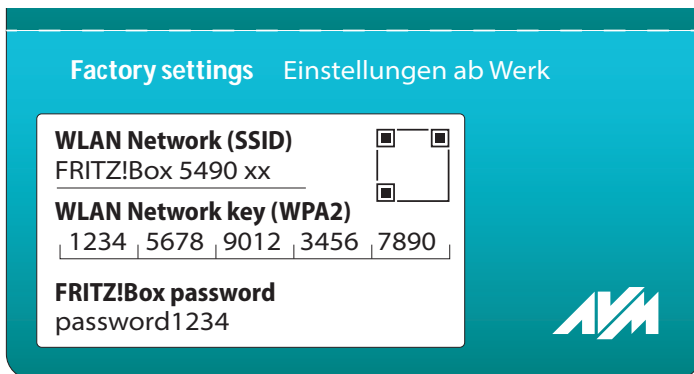 Factory settings Einstellungen ab Werk
WLAN Network (SSID)
FRITZ!Box 5490 xx
WLAN Network key (WPA2)
1234 5678 9012 3456 7890
FRITZ!Box password
password1234
AVM